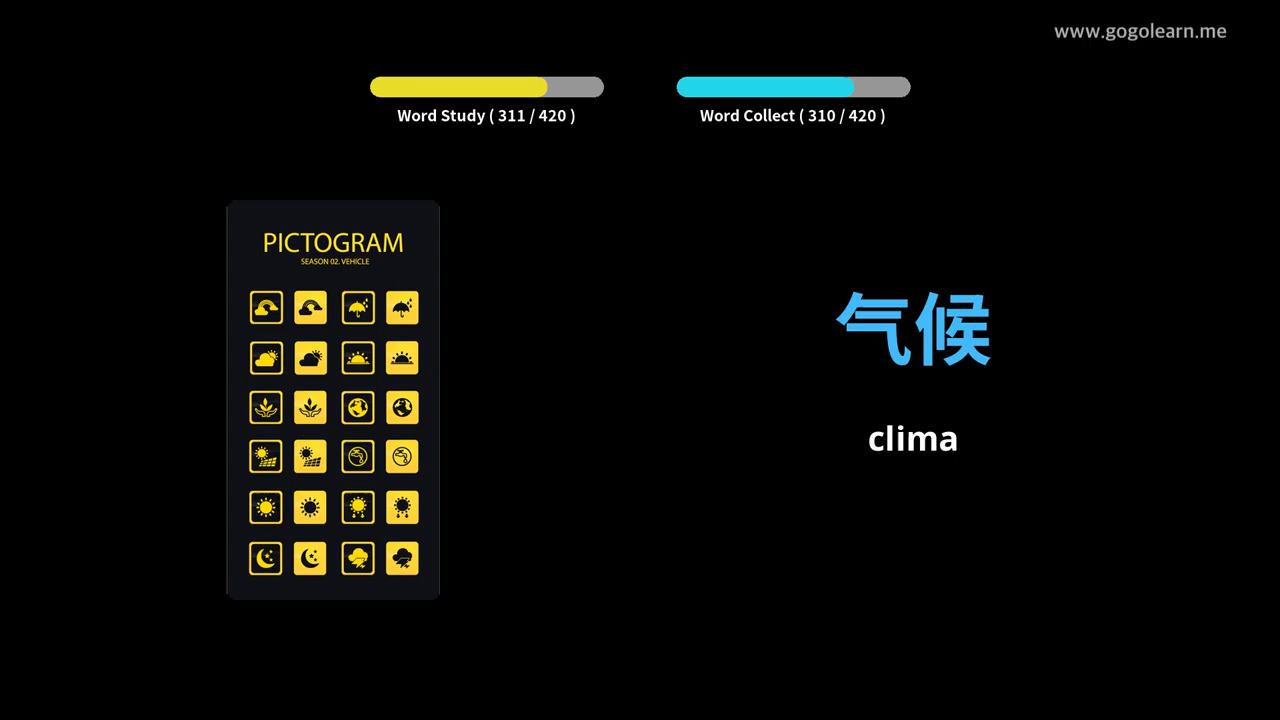 www.gogolearn.me
Word Study ( 311 / 420 )
Word Collect ( 310 / 420 )
PICTOGRAM
SEASON 02. VEHICLE
气候
clima